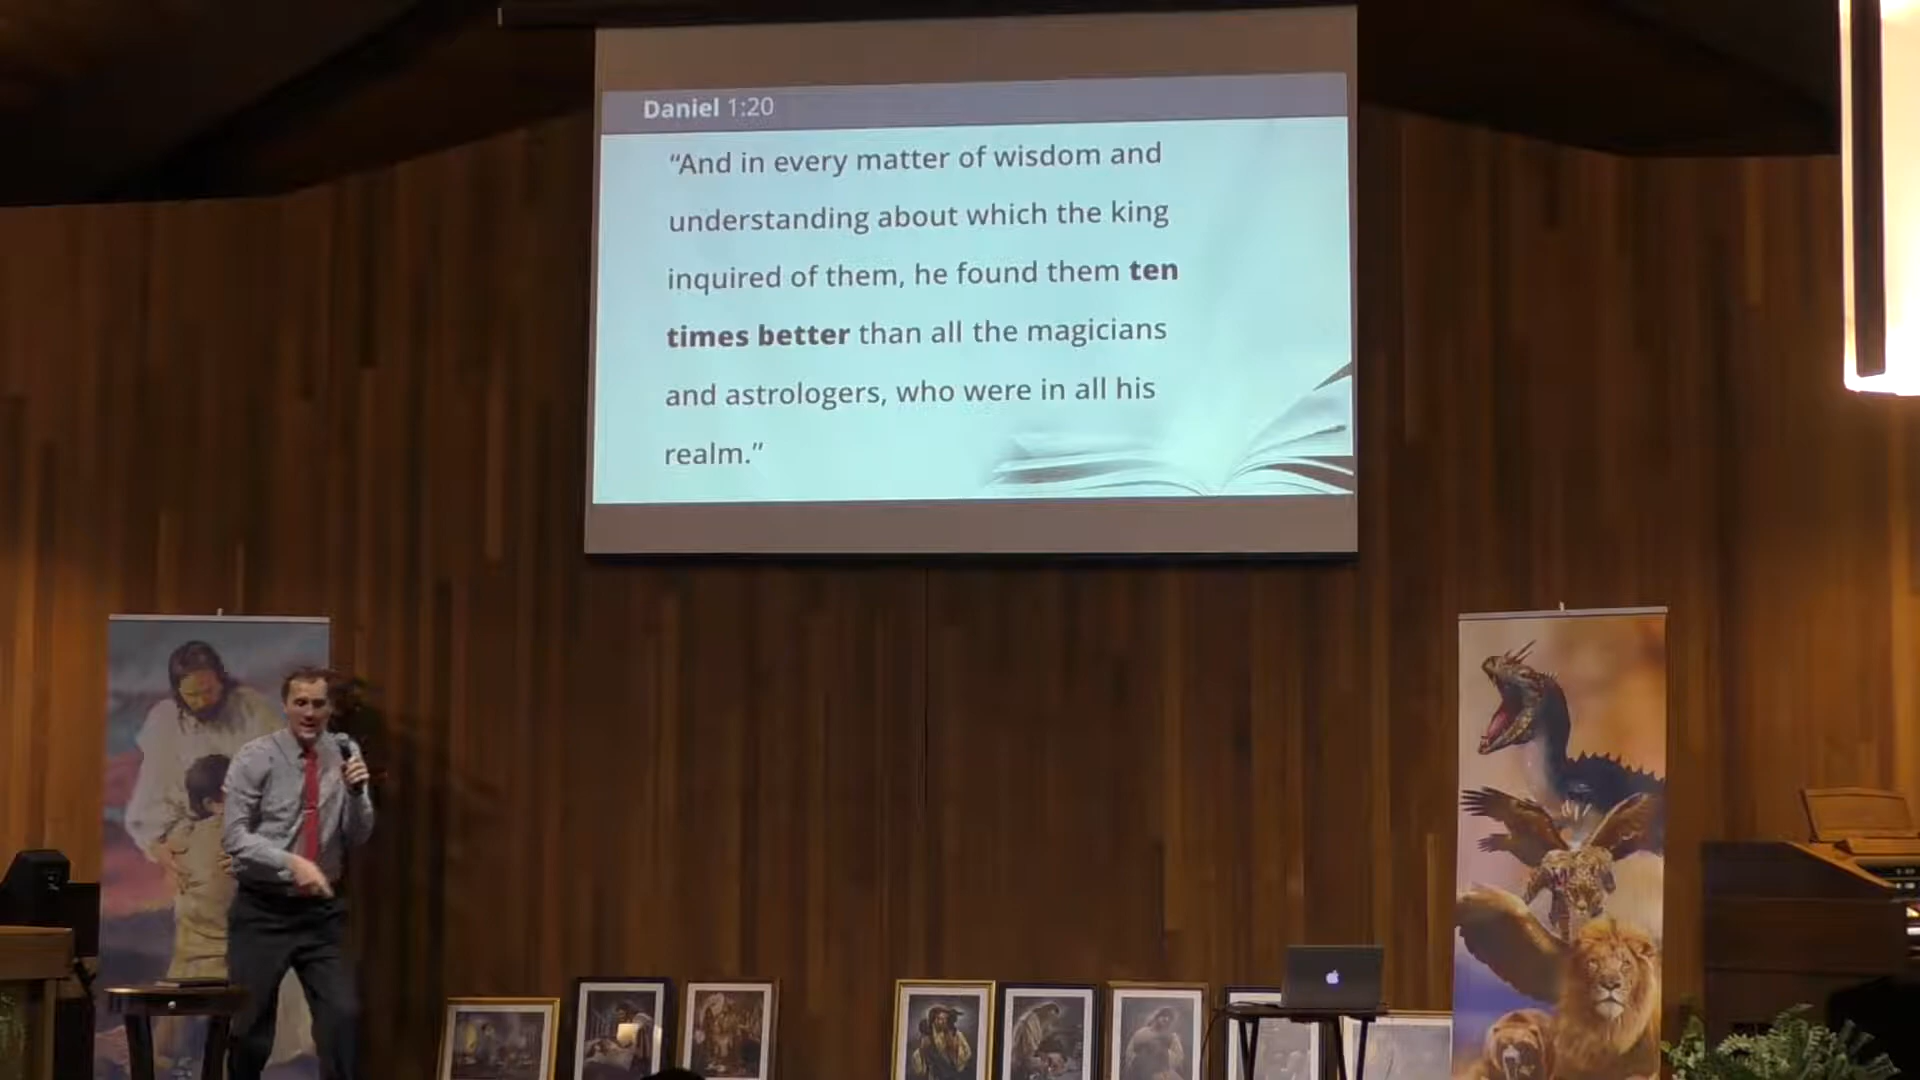 Daniel 1:20
“And in every matter of wisdom and
understanding about which the king
inquired of them, he found them ten
times better than all the magicians
and astrologers, who were in all his
realm.”